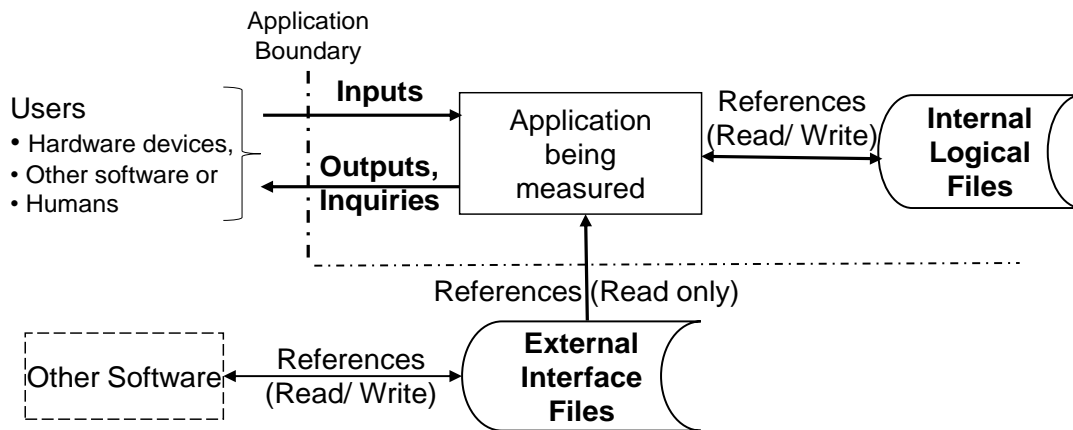 Application
Boundary
Users
• Hardware devices,
• Other software or
• Humans
Inputs
Outputs,
Inquiries
Application
being
measured
References
(Read/ Write)
Internal
Logical
Files
References (Read only)
Other Software
References
(Read/ Write)
External
Interface
Files